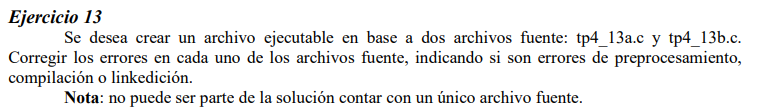 Ejercicio 13
Se desea crear un archivo ejecutable en base a dos archivos fuente: tp4_13a.c y tp4_13b.c.
Corregir los errores en cada uno de los archivos fuente, indicando si son errores de preprocesamiento,
compilación o linkedición.
Nota: no puede ser parte de la solución contar con un único archivo fuente.